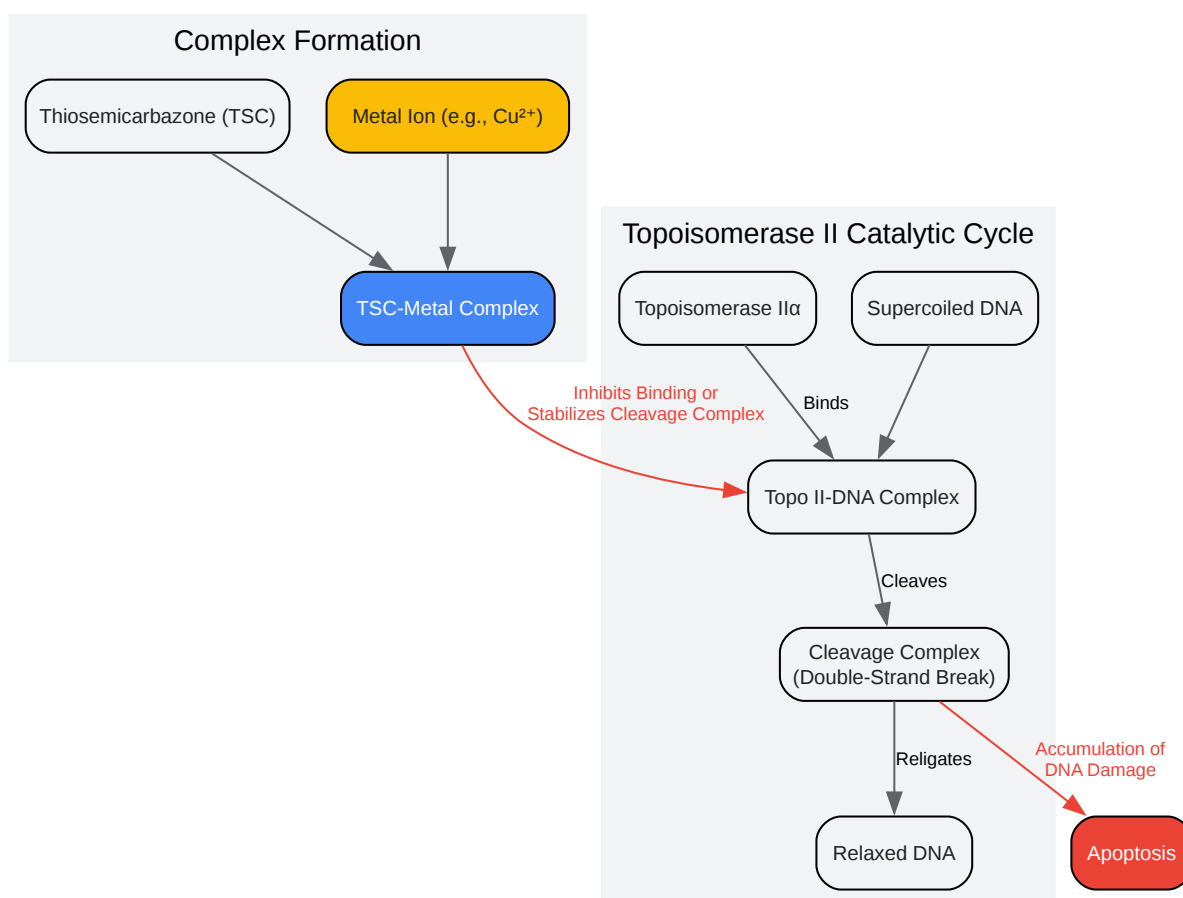 Complex Formation
Thiosemicarbazone (TSC)
Metal Ion (e.g., Cu²⁺)
TSC-Metal Complex
Topoisomerase II Catalytic Cycle
Topoisomerase IIα
Supercoiled DNA
Inhibits Binding or
Stabilizes Cleavage Complex
Binds
Topo II-DNA Complex
Cleaves
Cleavage Complex
(Double-Strand Break)
Religates
Accumulation of
DNA Damage
Relaxed DNA
Apoptosis